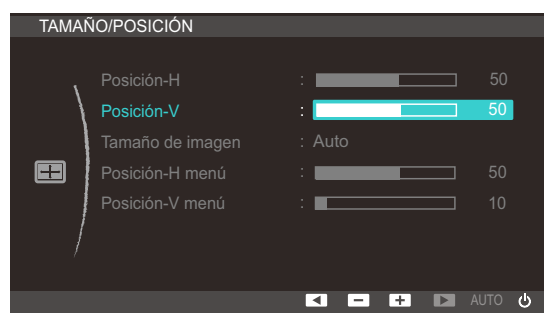 TAMAÑO/POSICIÓN
Posición-H : 50
Posición-V : 50
Tamaño de imagen : Auto
Posición-H menú : 50
Posición-V menú : 10
AUTO